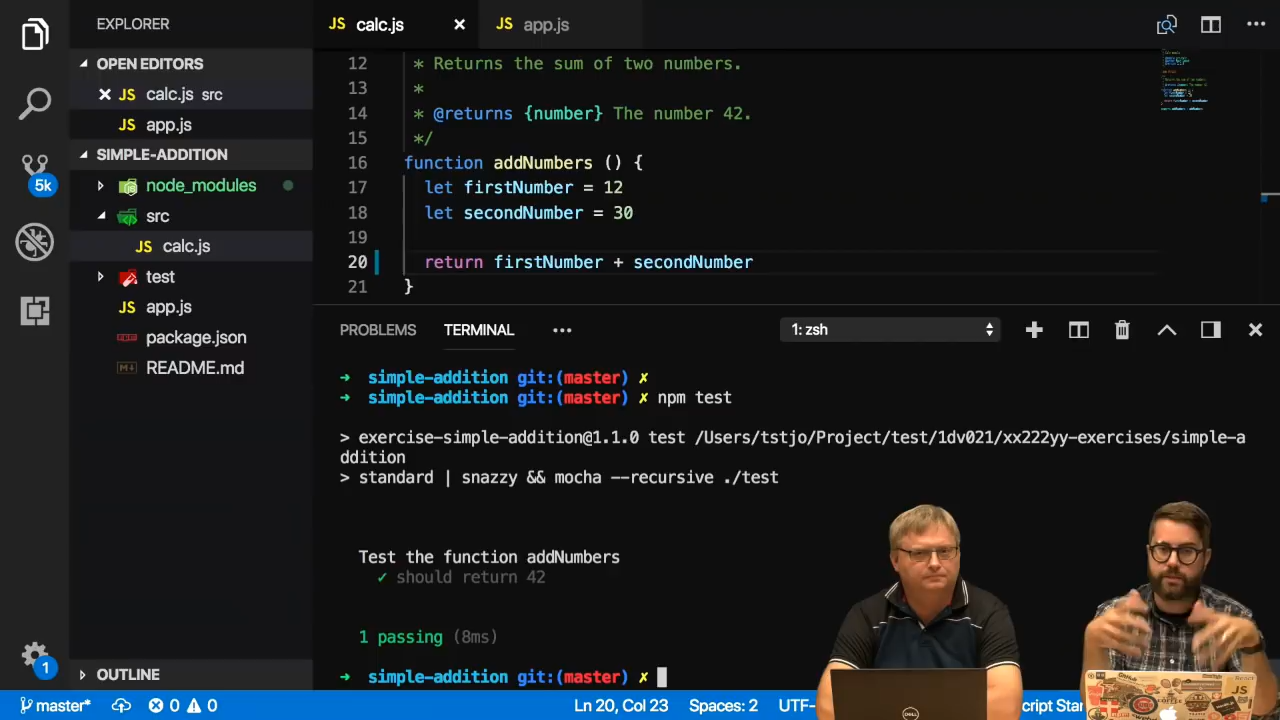 EXPLORER
JS calc.js
JS app.js
OPEN EDITORS
JS calc.js src
JS app.js
SIMPLE-ADDITION
5k
node_modules
src
JS calc.js
test
JS app.js
package.json
README.md
OUTLINE
1
12 * Returns the sum of two numbers.
13 *
14 * @returns {number} The number 42.
15 */
16 function addNumbers () {
17 let firstNumber = 12
18 let secondNumber = 30
19
20 return firstNumber + secondNumber
21 }
PROBLEMS TERMINAL ••• 1: zsh
➜ simple-addition git:(master) ✗
➜ simple-addition git:(master) ✗ npm test
> exercise-simple-addition@1.1.0 test /Users/tstjo/Project/test/1dv021/xx222yy-exercises/simple-a
ddition
> standard | snazzy && mocha --recursive ./test
Test the function addNumbers
✓ should return 42
1 passing (8ms)
➜ simple-addition git:(master) ✗
DELL
JS
master* 0 0 Ln 20, Col 23 Spaces: 2 UTF- cript Stan